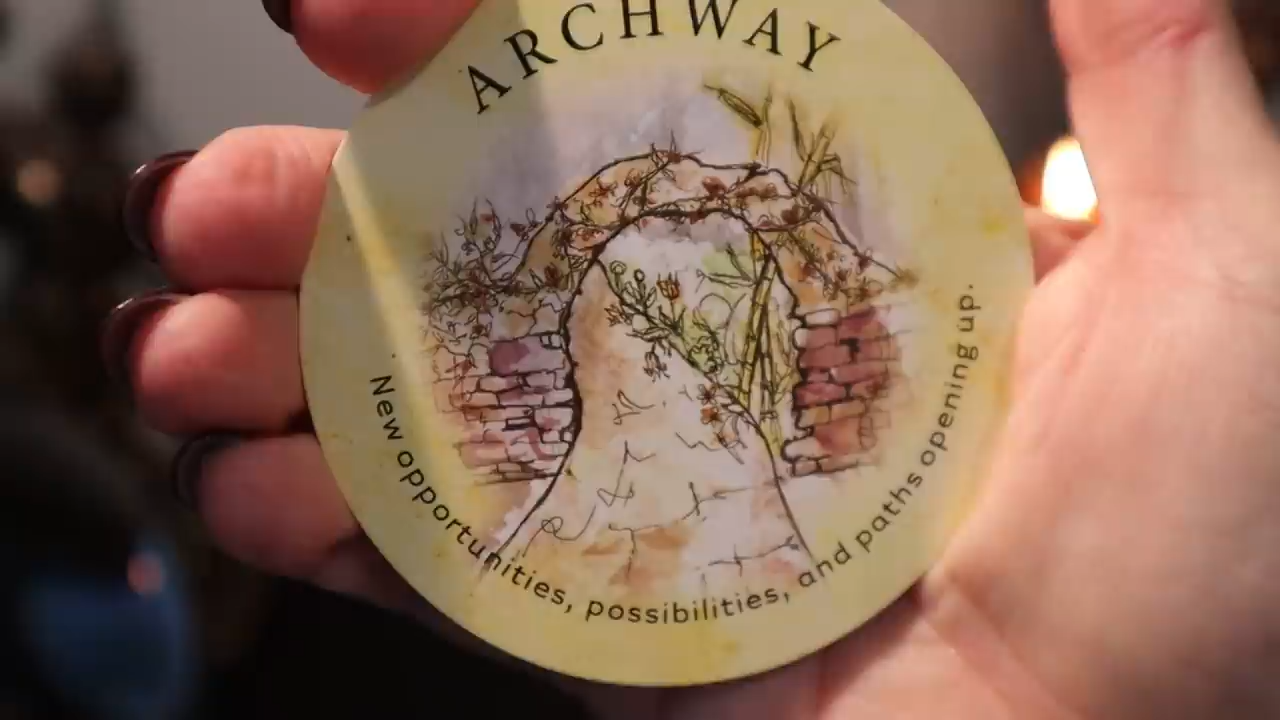 ARCHWAY
New opportunities, possibilities, and paths opening up.